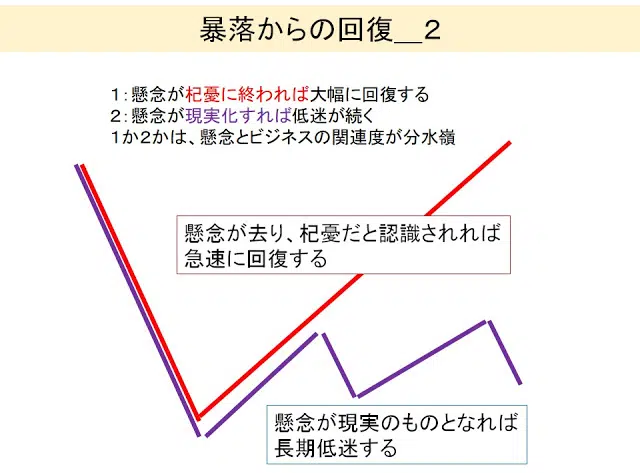 暴落からの回復__２
１：懸念が杞憂に終われば大幅に回復する
２：懸念が現実化すれば低迷が続く
１か２かは、懸念とビジネスの関連度が分水嶺
懸念が去り、杞憂だと認識されれば
急速に回復する
懸念が現実のものとなれば
長期低迷する